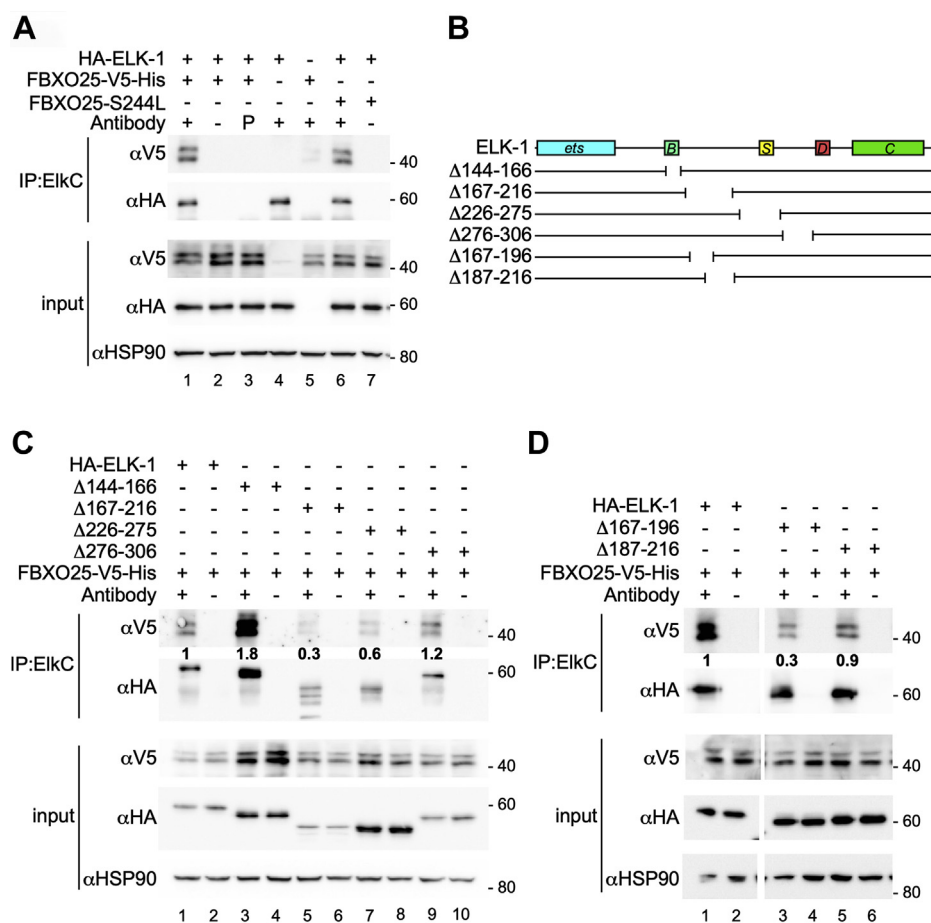 A
HA-ELK-1 + + + + - + +
FBXO25-V5-His + + + - + - -
FBXO25-S244L - - - - - + +
Antibody + - P + + + -
IP:ElkC
αV5 - 40
αHA - 60
input
αV5 - 40
αHA - 60
αHSP90 - 80
1 2 3 4 5 6 7
B
ELK-1 ets B S D C
Δ144-166
Δ167-216
Δ226-275
Δ276-306
Δ167-196
Δ187-216
C
HA-ELK-1 + + - - - - - - - -
Δ144-166 - - + + - - - - - -
Δ167-216 - - - - + + - - - -
Δ226-275 - - - - - - + + - -
Δ276-306 - - - - - - - - + +
FBXO25-V5-His + + + + + + + + + +
Antibody + - + - + - + - + -
IP:ElkC
αV5 - 40
1 1.8 0.3 0.6 1.2
αHA - 60
input
αV5 - 40
αHA - 60
αHSP90 - 80
1 2 3 4 5 6 7 8 9 10
D
HA-ELK-1 + + - - - -
Δ167-196 - - + + - -
Δ187-216 - - - - + +
FBXO25-V5-His + + + + + +
Antibody + - + - + -
IP:ElkC
αV5 - 40
1 0.3 0.9
αHA - 60
input
αV5 - 40
αHA - 60
αHSP90 - 80
1 2 3 4 5 6